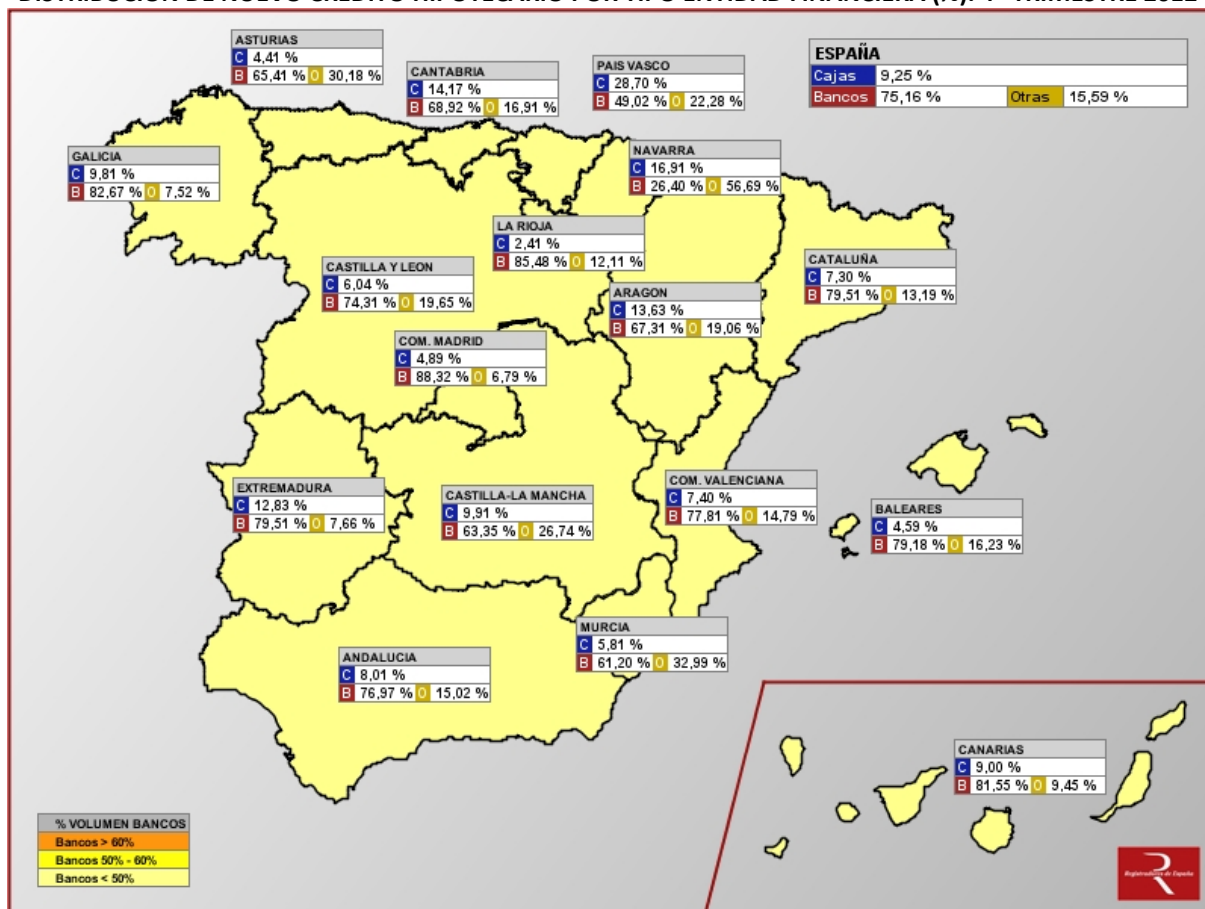 ASTURIAS
C 4,41 %
B 65,41 % O 30,18 %
CANTABRIA
C 14,17 %
B 68,92 % O 16,91 %
PAIS VASCO
C 28,70 %
B 49,02 % O 22,28 %
ESPAÑA
Cajas 9,25 %
Bancos 75,16 % Otras 15,59 %
GALICIA
C 9,81 %
B 82,67 % O 7,52 %
NAVARRA
C 16,91 %
B 26,40 % O 56,69 %
LA RIOJA
C 2,41 %
B 85,48 % O 12,11 %
CASTILLA Y LEON
C 6,04 %
B 74,31 % O 19,65 %
CATALUÑA
C 7,30 %
B 79,51 % O 13,19 %
ARAGON
C 13,63 %
B 67,31 % O 19,06 %
COM. MADRID
C 4,89 %
B 88,32 % O 6,79 %
EXTREMADURA
C 12,83 %
B 79,51 % O 7,66 %
CASTILLA-LA MANCHA
C 9,91 %
B 63,35 % O 26,74 %
COM. VALENCIANA
C 7,40 %
B 77,81 % O 14,79 %
BALEARES
C 4,59 %
B 79,18 % O 16,23 %
MURCIA
C 5,81 %
B 61,20 % O 32,99 %
ANDALUCIA
C 8,01 %
B 76,97 % O 15,02 %
CANARIAS
C 9,00 %
B 81,55 % O 9,45 %
% VOLUMEN BANCOS
Bancos > 60%
Bancos 50% - 60%
Bancos < 50%
Registradores de España